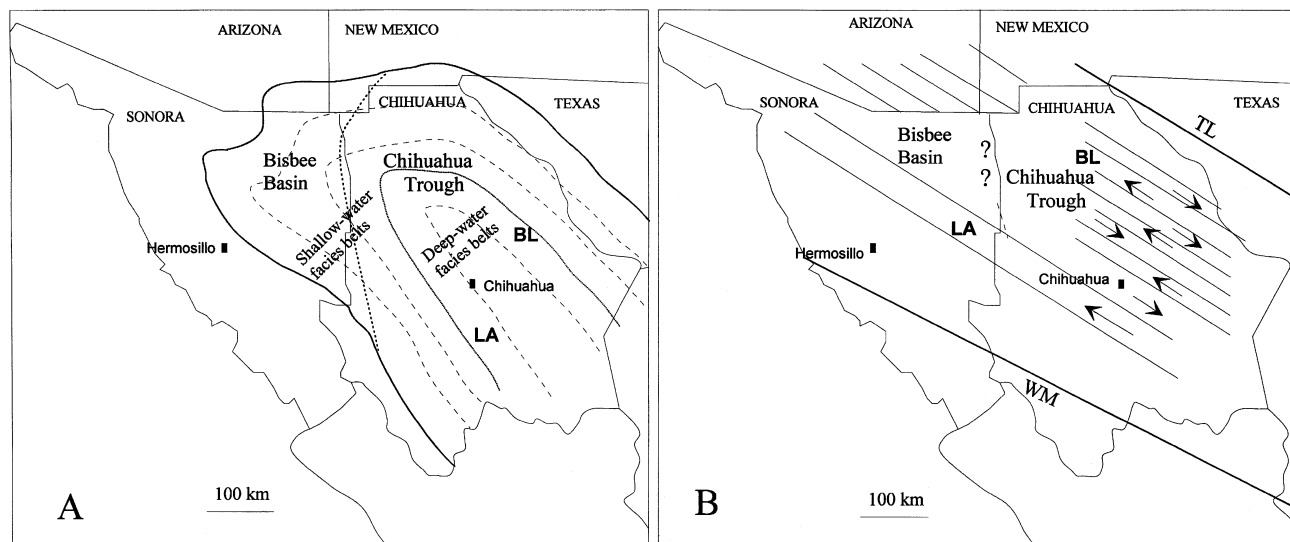 ARIZONA
NEW MEXICO
CHIHUAHUA
TEXAS
SONORA
Bisbee
Basin
Chihuahua
Trough
Shallow-water
facies belts
Deep-water
facies belts
BL
Hermosillo
Chihuahua
LA
100 km
A
ARIZONA
NEW MEXICO
SONORA
CHIHUAHUA
TEXAS
TL
Bisbee
Basin
?
?
BL
Chihuahua
Trough
LA
Hermosillo
Chihuahua
WM
100 km
B